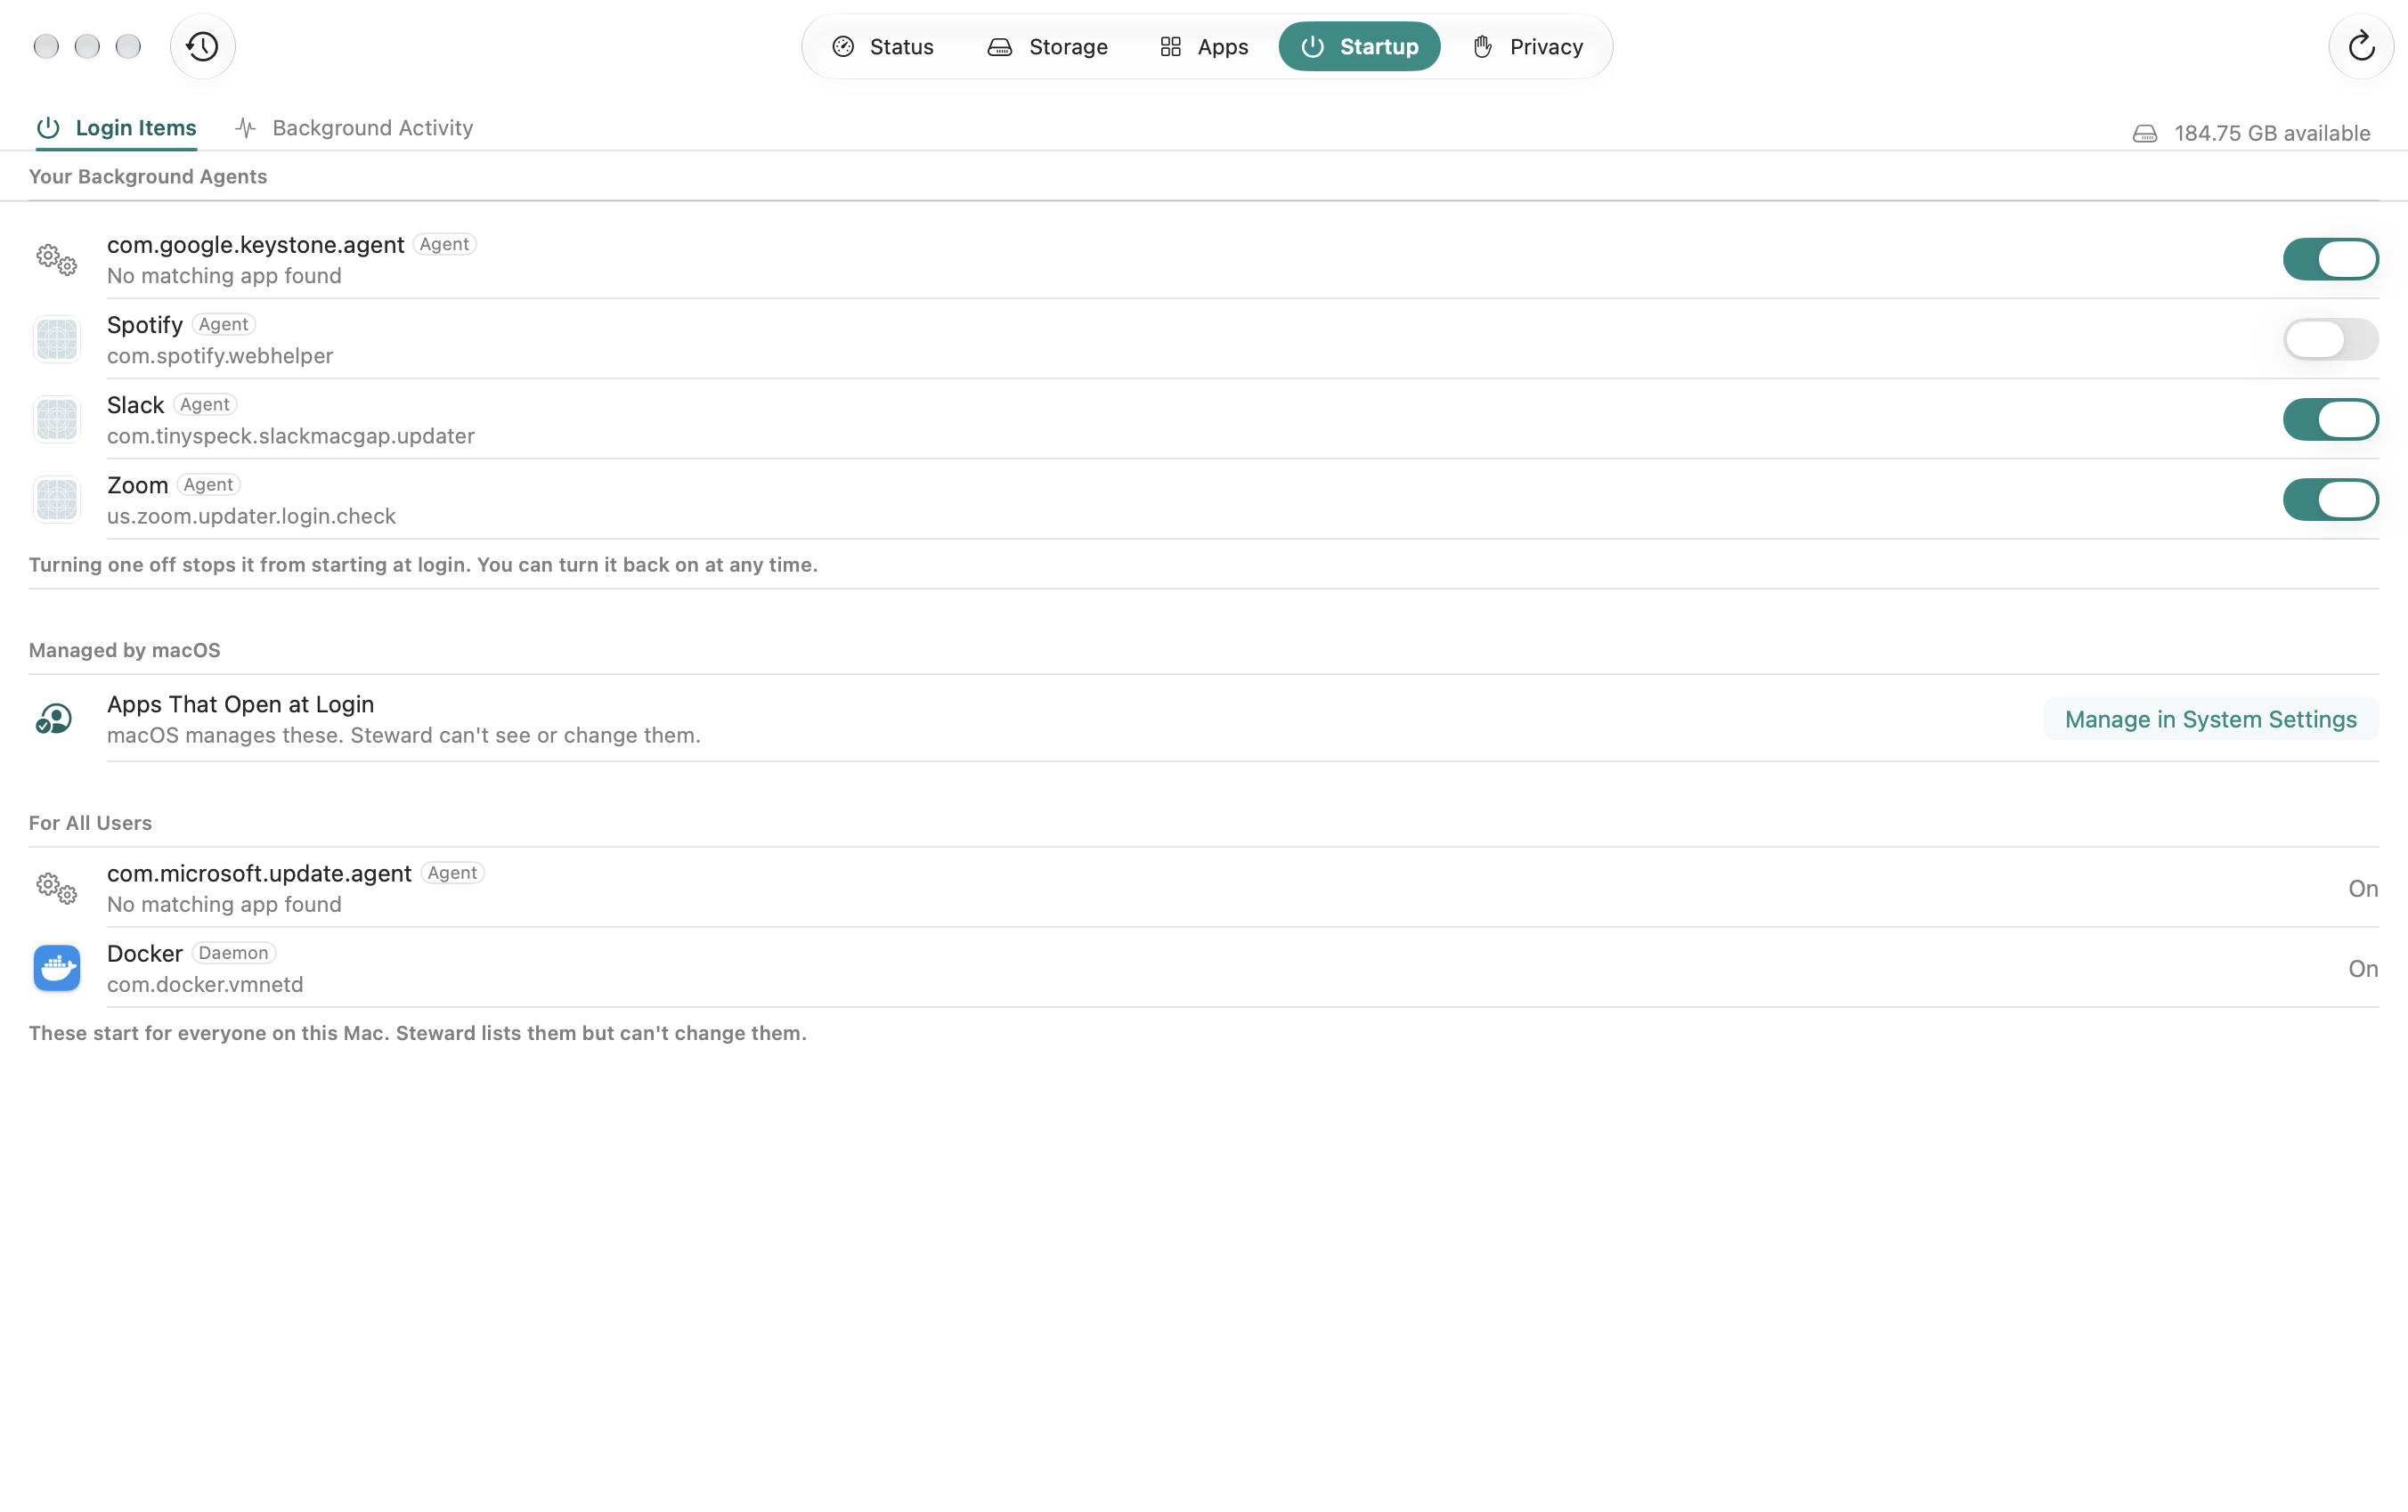 Status
Storage
Apps
Startup
Privacy
Login Items
Background Activity
184.75 GB available
Your Background Agents
com.google.keystone.agent Agent
No matching app found
Spotify Agent
com.spotify.webhelper
Slack Agent
com.tinyspeck.slackmacgap.updater
Zoom Agent
us.zoom.updater.login.check
Turning one off stops it from starting at login. You can turn it back on at any time.
Managed by macOS
Apps That Open at Login
macOS manages these. Steward can't see or change them.
Manage in System Settings
For All Users
com.microsoft.update.agent Agent
No matching app found
On
Docker Daemon
com.docker.vmnetd
On
These start for everyone on this Mac. Steward lists them but can't change them.